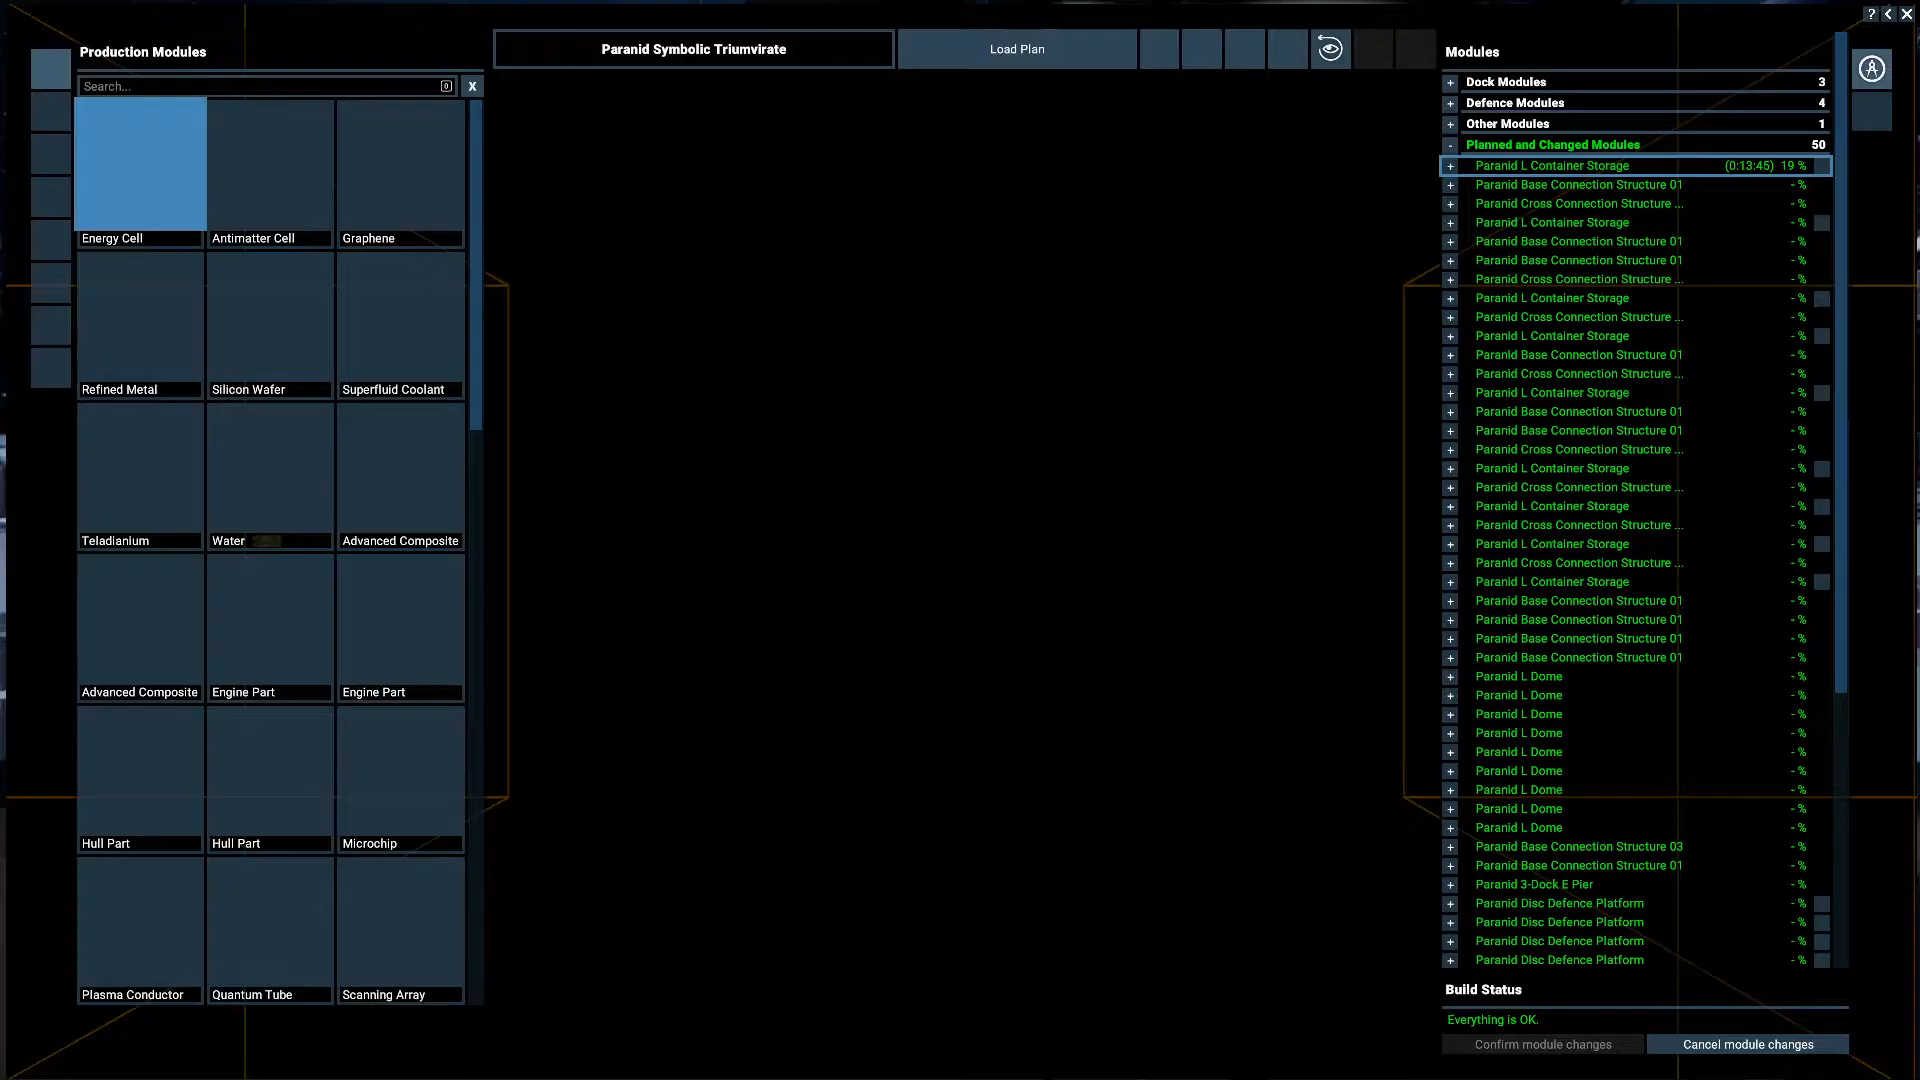 ?
Production Modules
Paranid Symbolic Triumvirate
Load Plan
Modules
Search...
0
X
+ Dock Modules 3
+ Defence Modules 4
+ Other Modules 1
- Planned and Changed Modules 50
+ Paranid L Container Storage (0:13:45) 19 %
+ Paranid Base Connection Structure 01 - %
+ Paranid Cross Connection Structure ... - %
+ Paranid L Container Storage - %
+ Paranid Base Connection Structure 01 - %
+ Paranid Base Connection Structure 01 - %
+ Paranid Cross Connection Structure ... - %
+ Paranid L Container Storage - %
+ Paranid Cross Connection Structure ... - %
+ Paranid L Container Storage - %
+ Paranid Base Connection Structure 01 - %
+ Paranid Cross Connection Structure ... - %
+ Paranid L Container Storage - %
+ Paranid Base Connection Structure 01 - %
+ Paranid Base Connection Structure 01 - %
+ Paranid Cross Connection Structure ... - %
+ Paranid L Container Storage - %
+ Paranid Cross Connection Structure ... - %
+ Paranid L Container Storage - %
+ Paranid Cross Connection Structure ... - %
+ Paranid L Container Storage - %
+ Paranid Cross Connection Structure ... - %
+ Paranid L Container Storage - %
+ Paranid Base Connection Structure 01 - %
+ Paranid Base Connection Structure 01 - %
+ Paranid Base Connection Structure 01 - %
+ Paranid Base Connection Structure 01 - %
+ Paranid L Dome - %
+ Paranid L Dome - %
+ Paranid L Dome - %
+ Paranid L Dome - %
+ Paranid L Dome - %
+ Paranid L Dome - %
+ Paranid L Dome - %
+ Paranid L Dome - %
+ Paranid L Dome - %
+ Paranid Base Connection Structure 03 - %
+ Paranid Base Connection Structure 01 - %
+ Paranid 3-Dock E Pier - %
+ Paranid Disc Defence Platform - %
+ Paranid Disc Defence Platform - %
+ Paranid Disc Defence Platform - %
+ Paranid Disc Defence Platform - %
Energy Cell
Antimatter Cell
Graphene
Refined Metal
Silicon Wafer
Superfluid Coolant
Teladianium
Water
Advanced Composite
Advanced Composite
Engine Part
Engine Part
Hull Part
Hull Part
Microchip
Plasma Conductor
Quantum Tube
Scanning Array
Build Status
Everything is OK.
Confirm module changes
Cancel module changes